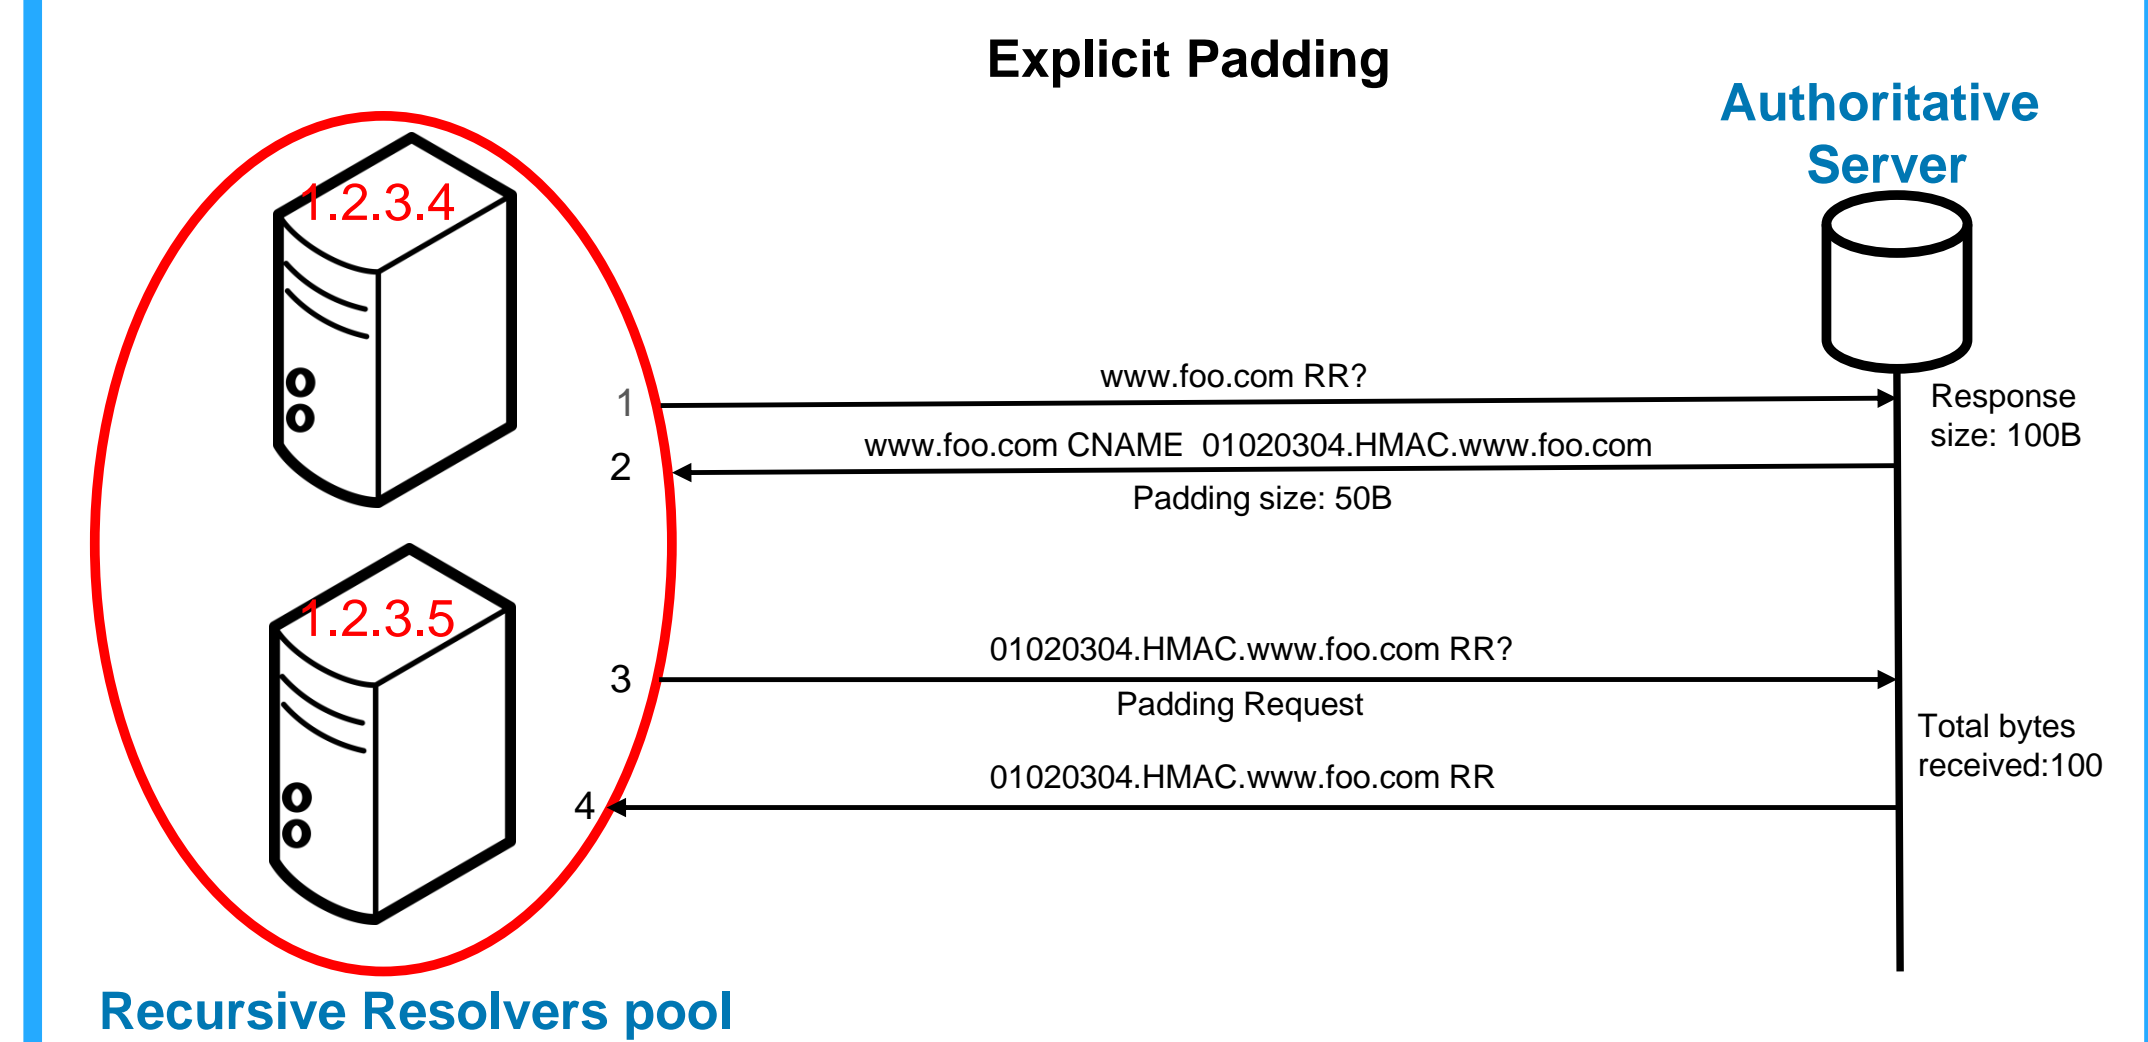 Explicit Padding
Authoritative
Server
1.2.3.4
www.foo.com RR?
1
Response
size: 100B
www.foo.com CNAME  01020304.HMAC.www.foo.com
2
Padding size: 50B
1.2.3.5
01020304.HMAC.www.foo.com RR?
3
Padding Request
Total bytes
received:100
01020304.HMAC.www.foo.com RR
4
Recursive Resolvers pool